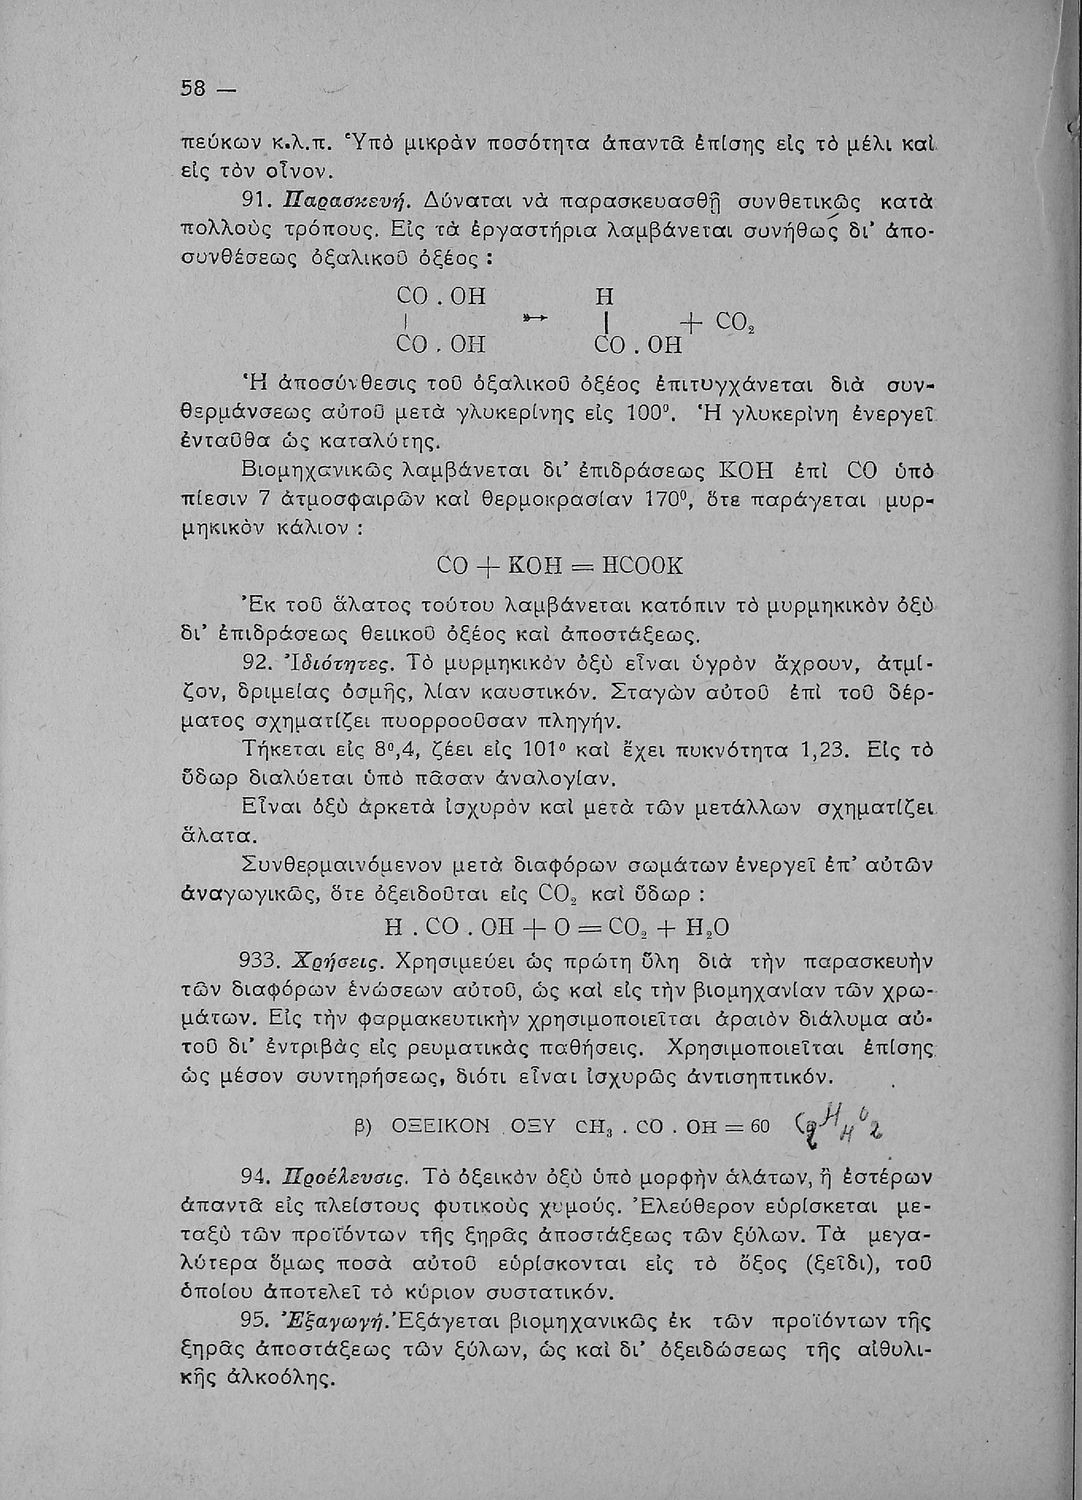 58 —
πεύκων κ.λ.π. Ὑπὸ μικρὰν ποσότητα ἀπαντᾶ ἐπίσης εἰς τὸ μέλι καὶ
εἰς τὸν οἶνον.
91. Παρασκευή. Δύναται νὰ παρασκευασθῇ συνθετικῶς κατὰ
πολλοὺς τρόπους. Εἰς τὰ ἐργαστήρια λαμβάνεται συνήθως δι’ ἀπο-
συνθέσεως ὀξαλικοῦ ὀξέος :
CO . OH H
| ➳ | + CO₂
CO . OH CO . OH
Ἡ ἀποσύνθεσις τοῦ ὀξαλικοῦ ὀξέος ἐπιτυγχάνεται διὰ συν-
θερμάνσεως αὐτοῦ μετὰ γλυκερίνης εἰς 100⁰. Ἡ γλυκερίνη ἐνεργεῖ
ἐνταῦθα ὡς καταλύτης.
Βιομηχανικῶς λαμβάνεται δι’ ἐπιδράσεως KOH ἐπὶ CO ὑπὸ
πίεσιν 7 ἀτμοσφαιρῶν καὶ θερμοκρασίαν 170⁰, ὅτε παράγεται μυρ-
μηκικὸν κάλιον :
CO + KOH = HCOOK
Ἐκ τοῦ ἅλατος τούτου λαμβάνεται κατόπιν τὸ μυρμηκικὸν ὀξὺ
δι’ ἐπιδράσεως θειικοῦ ὀξέος καὶ ἀποστάξεως.
92. Ἰδιότητες. Τὸ μυρμηκικὸν ὀξὺ εἶναι ὑγρὸν ἄχρουν, ἀτμί-
ζον, δριμείας ὀσμῆς, λίαν καυστικόν. Σταγὼν αὐτοῦ ἐπὶ τοῦ δέρ-
ματος σχηματίζει πυορροοῦσαν πληγήν.
Τήκεται εἰς 8⁰,4, ζέει εἰς 101⁰ καὶ ἔχει πυκνότητα 1,23. Εἰς τὸ
ὕδωρ διαλύεται ὑπὸ πᾶσαν ἀναλογίαν.
Εἶναι ὀξὺ ἀρκετὰ ἰσχυρὸν καὶ μετὰ τῶν μετάλλων σχηματίζει
ἅλατα.
Συνθερμαινόμενον μετὰ διαφόρων σωμάτων ἐνεργεῖ ἐπ’ αὐτῶν
ἀναγωγικῶς, ὅτε ὀξειδοῦται εἰς CO₂ καὶ ὕδωρ :
H . CO . OH + O = CO₂ + H₂O
933. Χρήσεις. Χρησιμεύει ὡς πρώτη ὕλη διὰ τὴν παρασκευὴν
τῶν διαφόρων ἑνώσεων αὐτοῦ, ὡς καὶ εἰς τὴν βιομηχανίαν τῶν χρω-
μάτων. Εἰς τὴν φαρμακευτικὴν χρησιμοποιεῖται ἀραιὸν διάλυμα αὐ-
τοῦ δι’ ἐντριβὰς εἰς ρευματικὰς παθήσεις. Χρησιμοποιεῖται ἐπίσης
ὡς μέσον συντηρήσεως, διότι εἶναι ἰσχυρῶς ἀντισηπτικόν.
β) ΟΞΕΙΚΟΝ ΟΞΥ CH₃ . CO . OH = 60 C₂H₄O₂
94. Προέλευσις. Τὸ ὀξεικὸν ὀξὺ ὑπὸ μορφὴν ἁλάτων, ἢ ἐστέρων
ἀπαντᾶ εἰς πλείστους φυτικοὺς χυμούς. Ἐλεύθερον εὑρίσκεται με-
ταξὺ τῶν προϊόντων τῆς ξηρᾶς ἀποστάξεως τῶν ξύλων. Τὰ μεγα-
λύτερα ὅμως ποσὰ αὐτοῦ εὑρίσκονται εἰς τὸ ὄξος (ξεῖδι), τοῦ
ὁποίου ἀποτελεῖ τὸ κύριον συστατικόν.
95. Ἐξαγωγή. Ἐξάγεται βιομηχανικῶς ἐκ τῶν προϊόντων τῆς
ξηρᾶς ἀποστάξεως τῶν ξύλων, ὡς καὶ δι’ ὀξειδώσεως τῆς αἰθυλι-
κῆς ἀλκοόλης.